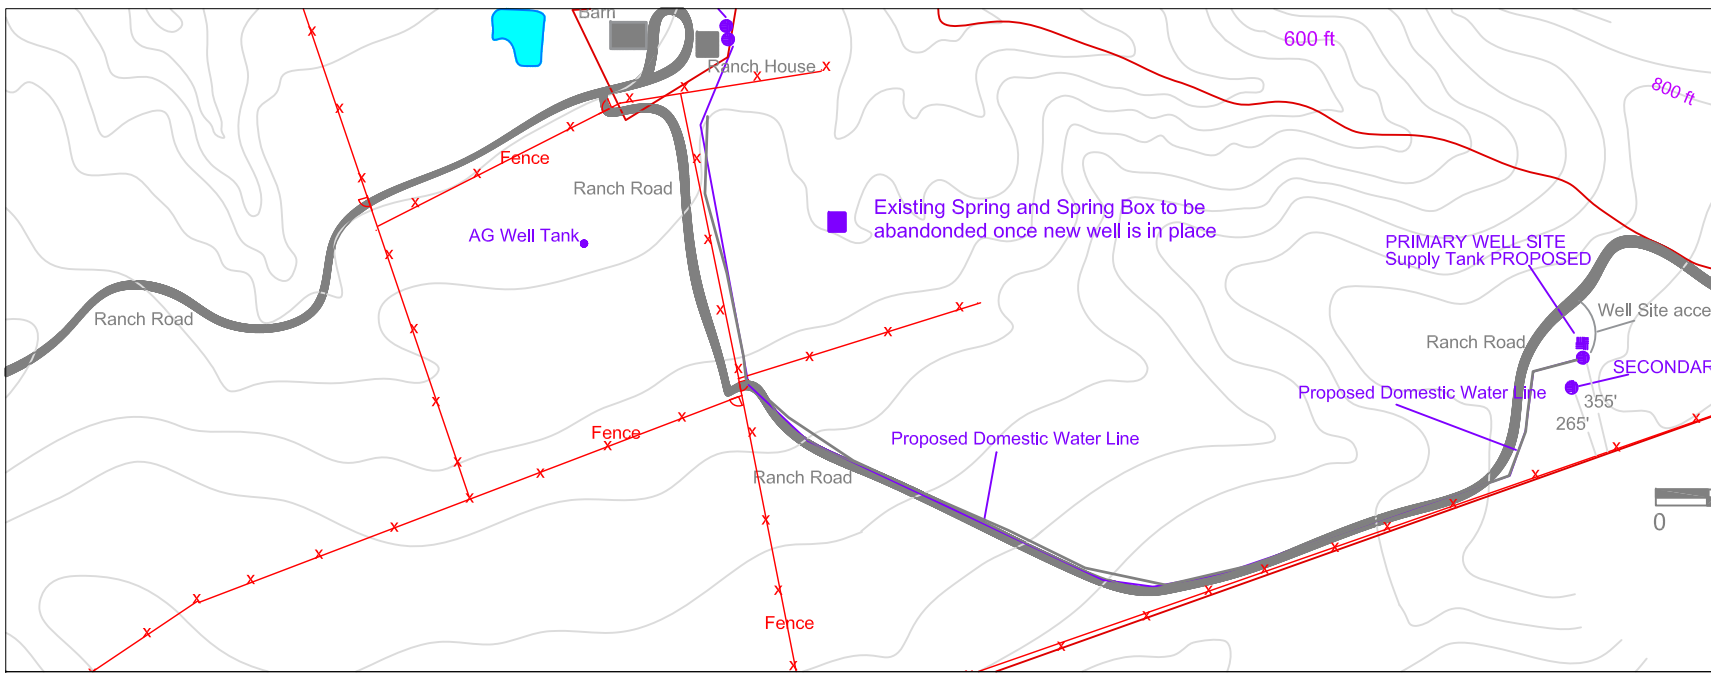 Barn
600 ft
Ranch House
800 ft
Fence
Ranch Road
Existing Spring and Spring Box to be
abandonded once new well is in place
AG Well Tank
PRIMARY WELL SITE
Supply Tank PROPOSED
Ranch Road
Well Site acce
Ranch Road
SECONDAR
Proposed Domestic Water Line
355'
265'
Fence
Proposed Domestic Water Line
Ranch Road
0
Fence